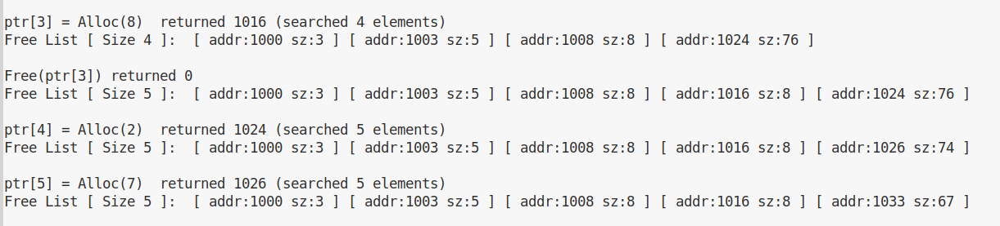 ptr[3] = Alloc(8)  returned 1016 (searched 4 elements)
Free List [ Size 4 ]:  [ addr:1000 sz:3 ] [ addr:1003 sz:5 ] [ addr:1008 sz:8 ] [ addr:1024 sz:76 ]

Free(ptr[3]) returned 0
Free List [ Size 5 ]:  [ addr:1000 sz:3 ] [ addr:1003 sz:5 ] [ addr:1008 sz:8 ] [ addr:1016 sz:8 ] [ addr:1024 sz:76 ]

ptr[4] = Alloc(2)  returned 1024 (searched 5 elements)
Free List [ Size 5 ]:  [ addr:1000 sz:3 ] [ addr:1003 sz:5 ] [ addr:1008 sz:8 ] [ addr:1016 sz:8 ] [ addr:1026 sz:74 ]

ptr[5] = Alloc(7)  returned 1026 (searched 5 elements)
Free List [ Size 5 ]:  [ addr:1000 sz:3 ] [ addr:1003 sz:5 ] [ addr:1008 sz:8 ] [ addr:1016 sz:8 ] [ addr:1033 sz:67 ]